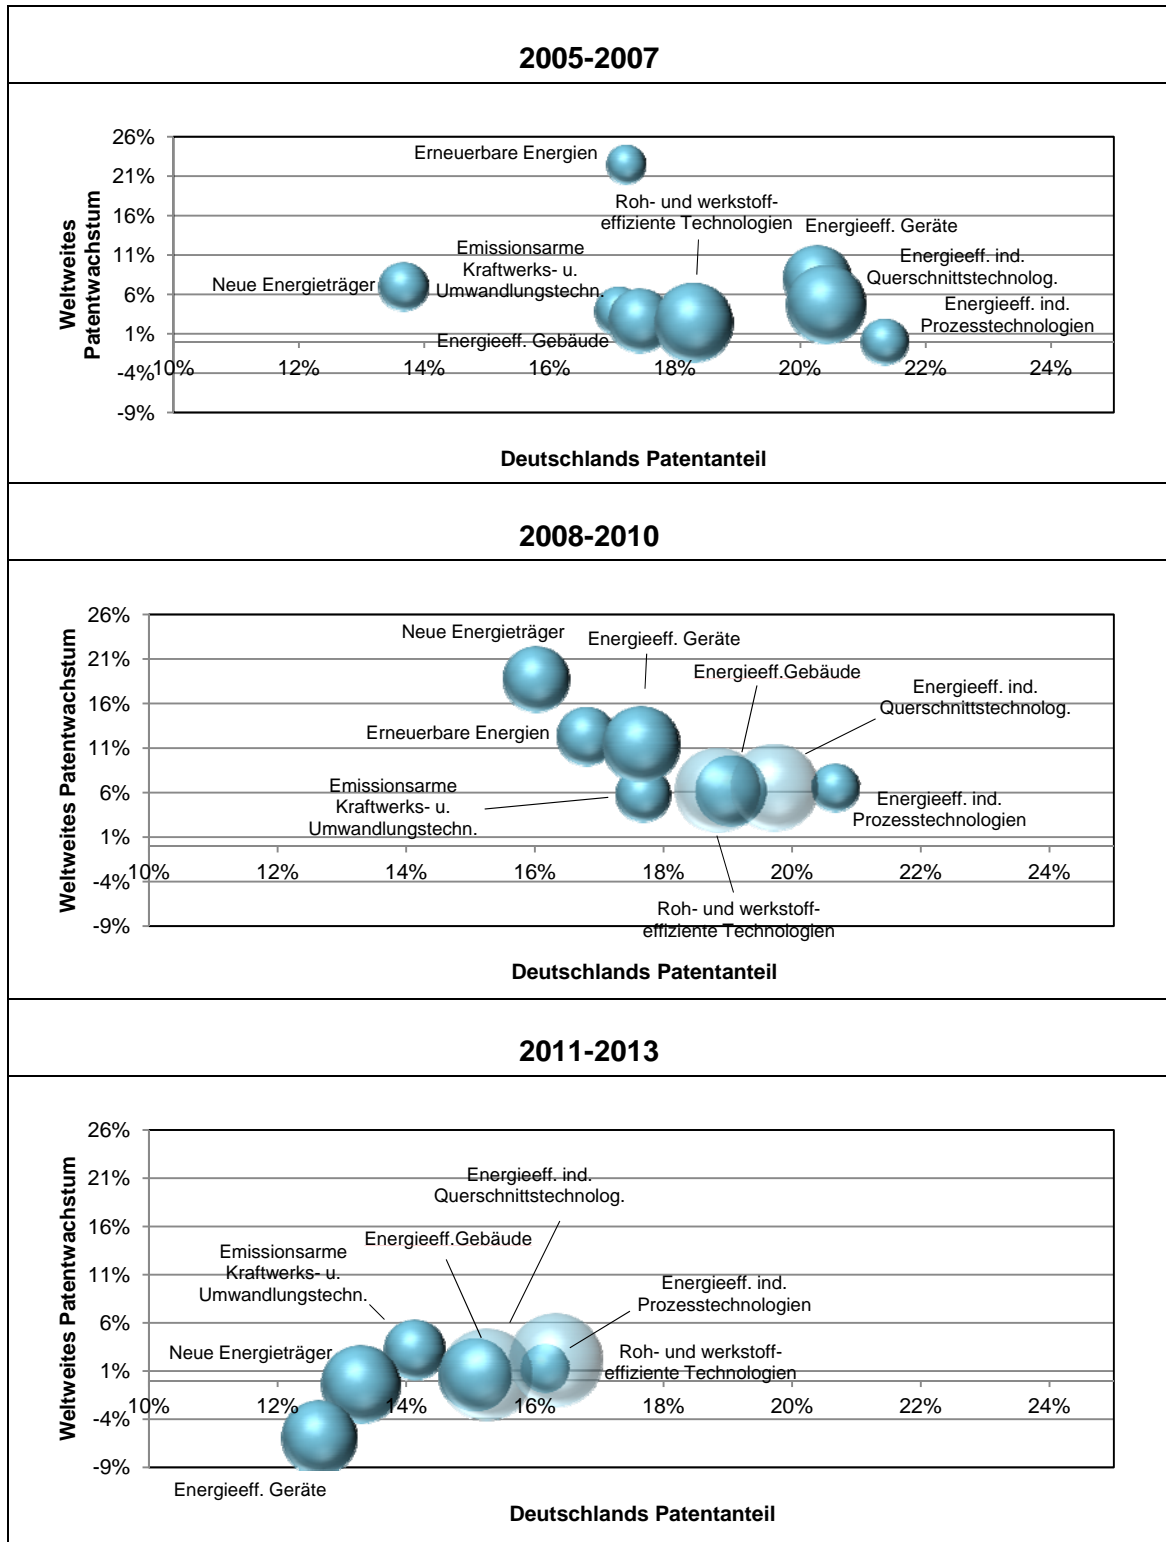 2005-2007
26%
21%
16%
11%
6%
1%
-4%
-9%
Weltweites
Patentwachstum
Erneuerbare Energien
Roh- und werkstoff-
effiziente Technologien
Energieeff. Geräte
Emissionsarme
Kraftwerks- u.
Umwandlungstechn.
Energieeff. ind.
Querschnittstechnolog.
Neue Energieträger
Energieeff. ind.
Prozesstechnologien
Energieeff. Gebäude
10%
12%
14%
16%
18%
20%
22%
24%
Deutschlands Patentanteil
2008-2010
26%
21%
16%
11%
6%
1%
-4%
-9%
Weltweites Patentwachstum
Neue Energieträger
Energieeff. Geräte
Energieeff.Gebäude
Energieeff. ind.
Querschnittstechnolog.
Erneuerbare Energien
Emissionsarme
Kraftwerks- u.
Umwandlungstechn.
Energieeff. ind.
Prozesstechnologien
10%
12%
14%
16%
18%
20%
22%
24%
Roh- und werkstoff-
effiziente Technologien
Deutschlands Patentanteil
2011-2013
26%
21%
16%
11%
6%
1%
-4%
-9%
Weltweites Patentwachstum
Energieeff. ind.
Querschnittstechnolog.
Energieeff.Gebäude
Emissionsarme
Kraftwerks- u.
Umwandlungstechn.
Energieeff. ind.
Prozesstechnologien
Neue Energieträger
Roh- und werkstoff-
effiziente Technologien
10%
12%
14%
16%
18%
20%
22%
24%
Energieeff. Geräte
Deutschlands Patentanteil